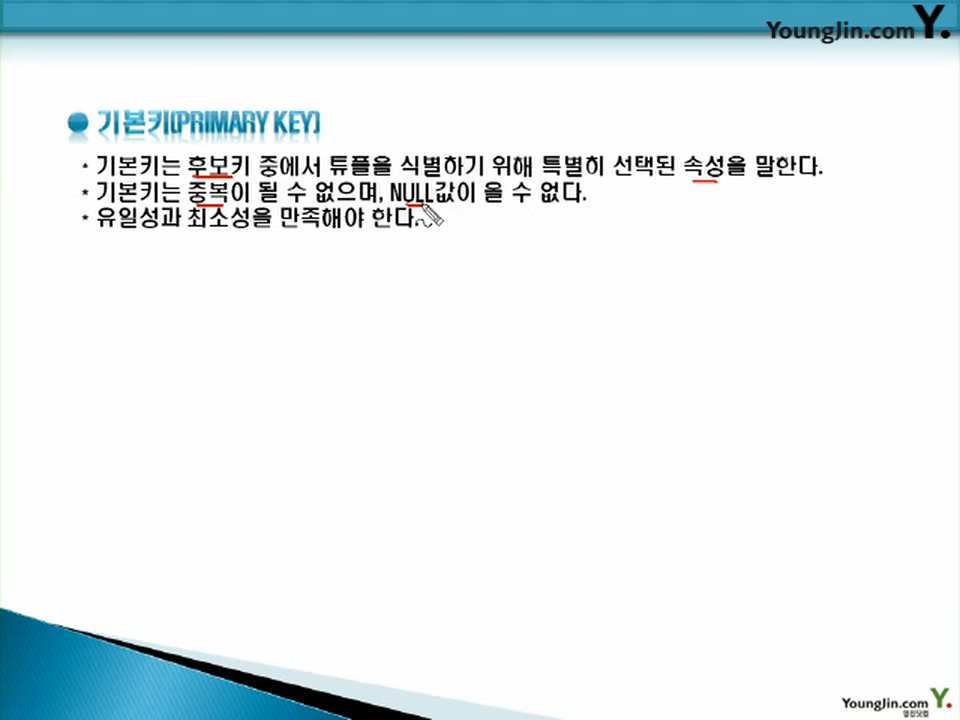 YoungJin.com Y.
기본키(PRIMARY KEY)
* 기본키는 후보키 중에서 튜플을 식별하기 위해 특별히 선택된 속성을 말한다.
* 기본키는 중복이 될 수 없으며, NULL값이 올 수 없다.
* 유일성과 최소성을 만족해야 한다.
YoungJin.com Y.
영진닷컴